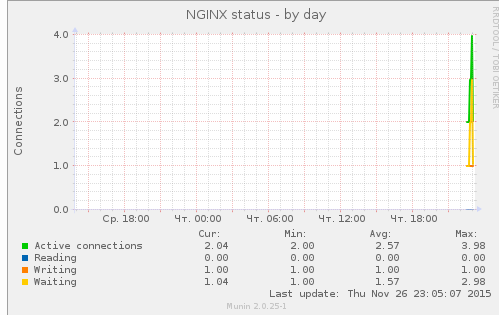 NGINX status - by day
RRDTOOL / TOBI OETIKER
Connections
4.0
3.0
2.0
1.0
0.0
Ср. 18:00 Чт. 00:00 Чт. 06:00 Чт. 12:00 Чт. 18:00
Cur: Min: Avg: Max:
Active connections 2.04 2.00 2.57 3.98
Reading 0.00 0.00 0.00 0.00
Writing 1.00 1.00 1.00 1.00
Waiting 1.04 1.00 1.57 2.98
Last update: Thu Nov 26 23:05:07 2015
Munin 2.0.25-1